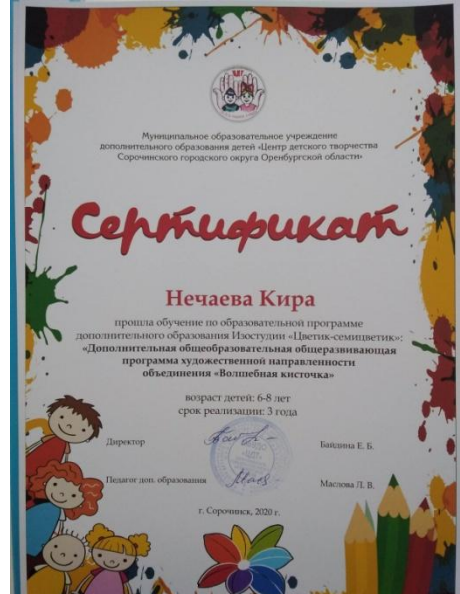 Муниципальное образовательное учреждение
дополнительного образования детей «Центр детского творчества
Сорочинского городского округа Оренбургской области»
Сертификат
Нечаева Кира
прошла обучение по образовательной программе
дополнительного образования Изостудии «Цветик-семицветик»:
«Дополнительная общеобразовательная общеразвивающая
программа художественной направленности
объединения «Волшебная кисточка»
возраст детей: 6-8 лет
срок реализации: 3 года
Директор Байдина Е. Б.
Педагог доп. образования Маслова Л. В.
г. Сорочинск, 2020 г.